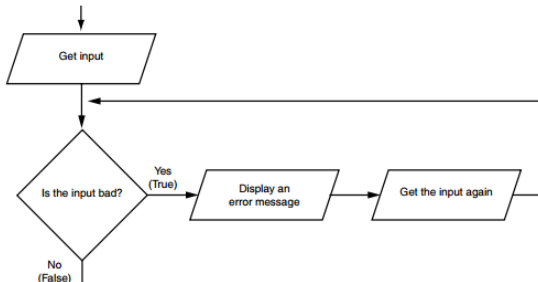 Get input
Yes
(True)
Is the input bad?
Display an
error message
Get the input again
No
(False)